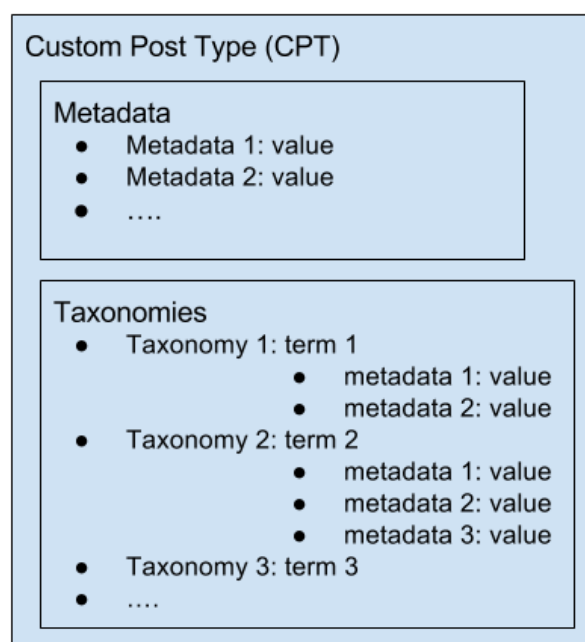 Custom Post Type (CPT)
Metadata
● Metadata 1: value
● Metadata 2: value
● ....
Taxonomies
● Taxonomy 1: term 1
● metadata 1: value
● metadata 2: value
● Taxonomy 2: term 2
● metadata 1: value
● metadata 2: value
● metadata 3: value
● Taxonomy 3: term 3
● ....